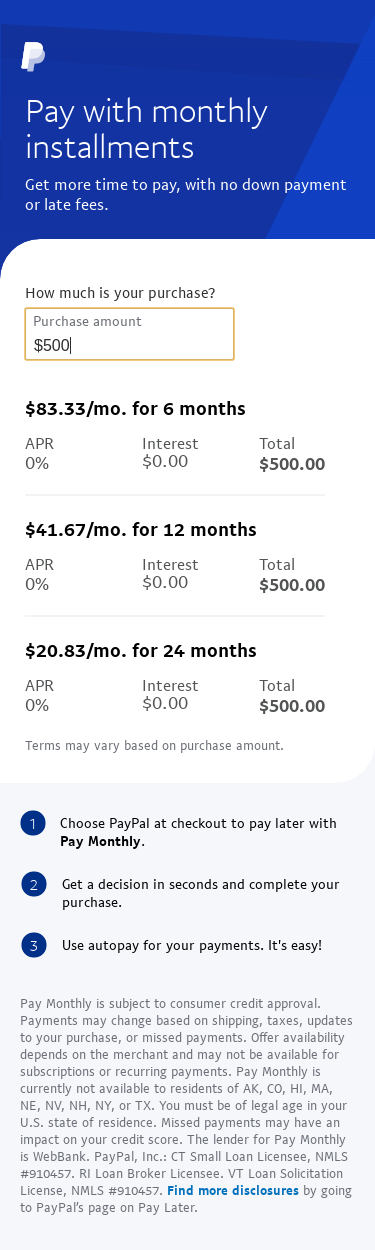 Pay with monthly
installments
Get more time to pay, with no down payment
or late fees.
How much is your purchase?
Purchase amount
$500
$83.33/mo. for 6 months
APR Interest Total
0% $0.00 $500.00
$41.67/mo. for 12 months
APR Interest Total
0% $0.00 $500.00
$20.83/mo. for 24 months
APR Interest Total
0% $0.00 $500.00
Terms may vary based on purchase amount.
1 Choose PayPal at checkout to pay later with
Pay Monthly.
2 Get a decision in seconds and complete your
purchase.
3 Use autopay for your payments. It's easy!
Pay Monthly is subject to consumer credit approval.
Payments may change based on shipping, taxes, updates
to your purchase, or missed payments. Offer availability
depends on the merchant and may not be available for
subscriptions or recurring payments. Pay Monthly is
currently not available to residents of AK, CO, HI, MA,
NE, NV, NH, NY, or TX. You must be of legal age in your
U.S. state of residence. Missed payments may have an
impact on your credit score. The lender for Pay Monthly
is WebBank. PayPal, Inc.: CT Small Loan Licensee, NMLS
#910457. RI Loan Broker Licensee. VT Loan Solicitation
License, NMLS #910457. Find more disclosures by going
to PayPal's page on Pay Later.